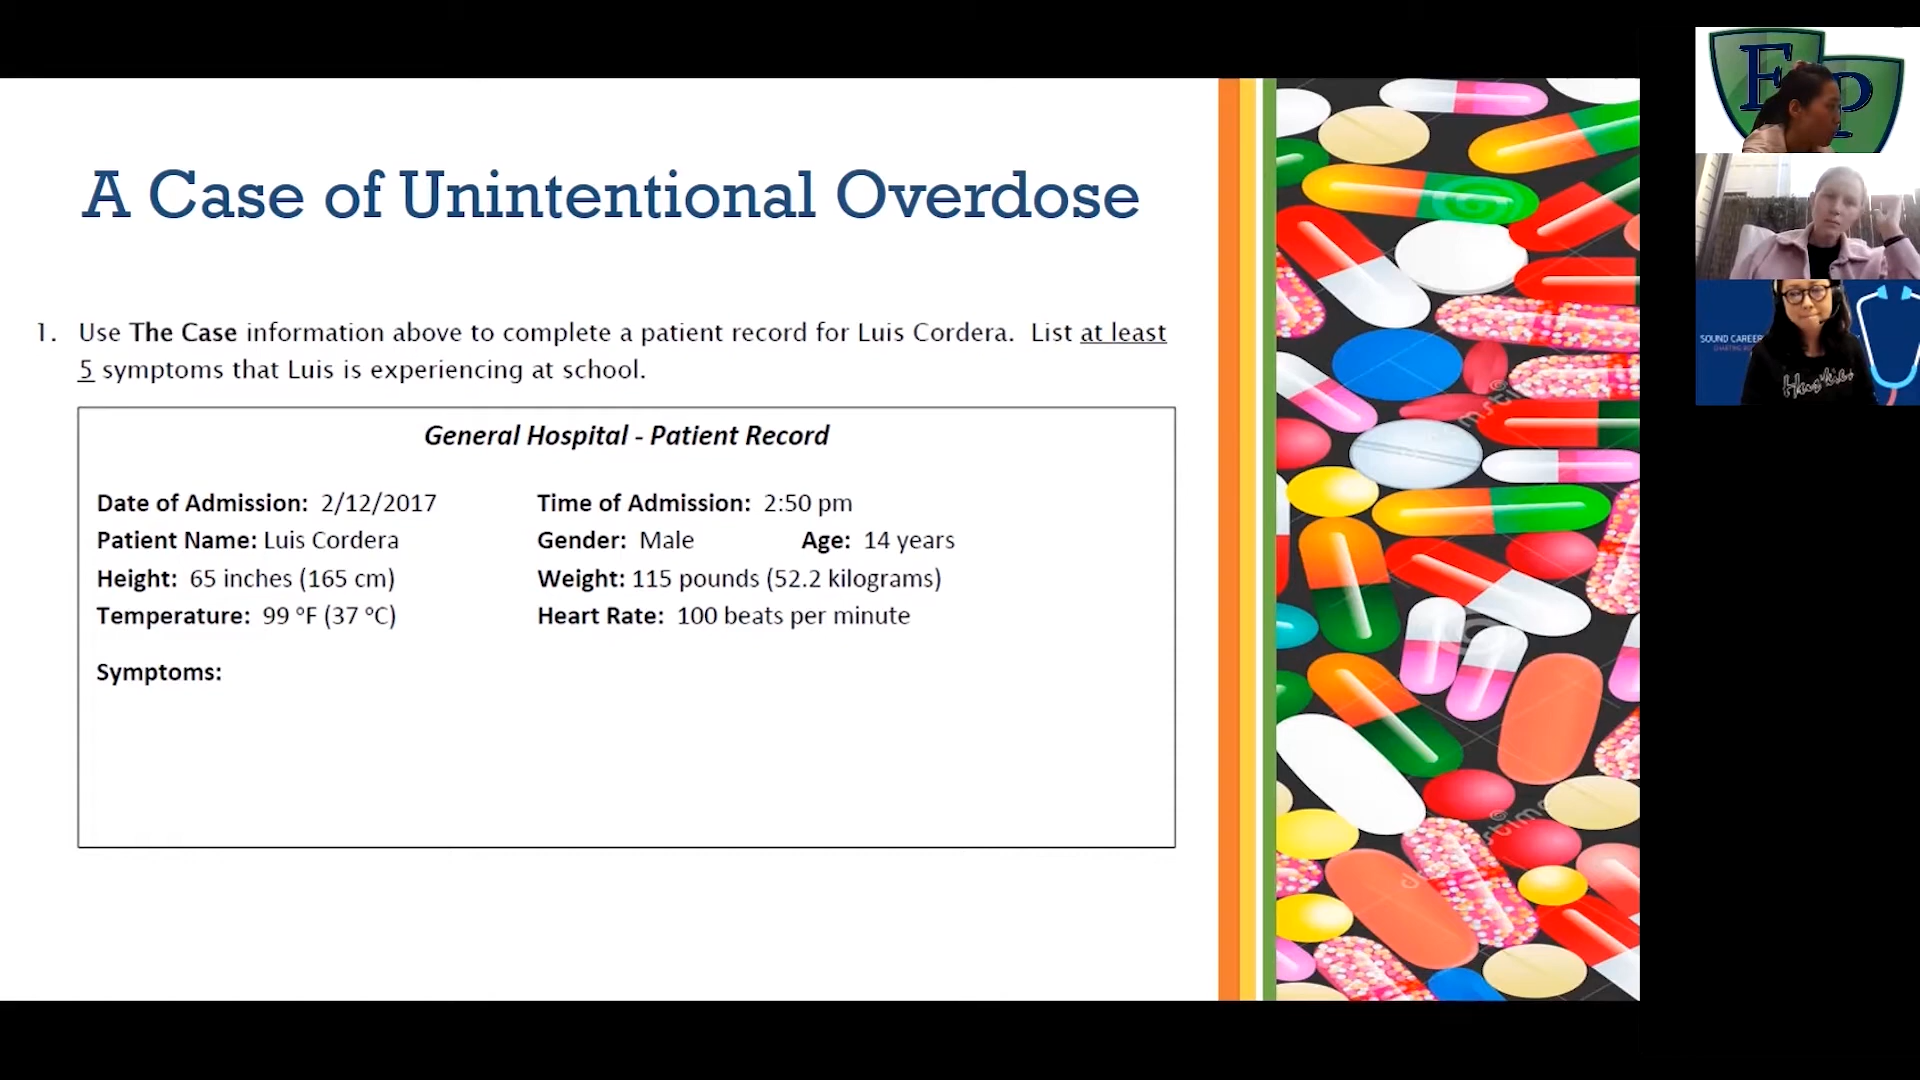 A Case of Unintentional Overdose
1. Use The Case information above to complete a patient record for Luis Cordera. List at least
5 symptoms that Luis is experiencing at school.
General Hospital - Patient Record
Date of Admission: 2/12/2017 Time of Admission: 2:50 pm
Patient Name: Luis Cordera Gender: Male Age: 14 years
Height: 65 inches (165 cm) Weight: 115 pounds (52.2 kilograms)
Temperature: 99 °F (37 °C) Heart Rate: 100 beats per minute
Symptoms:
SOUND CAREER
Huskies